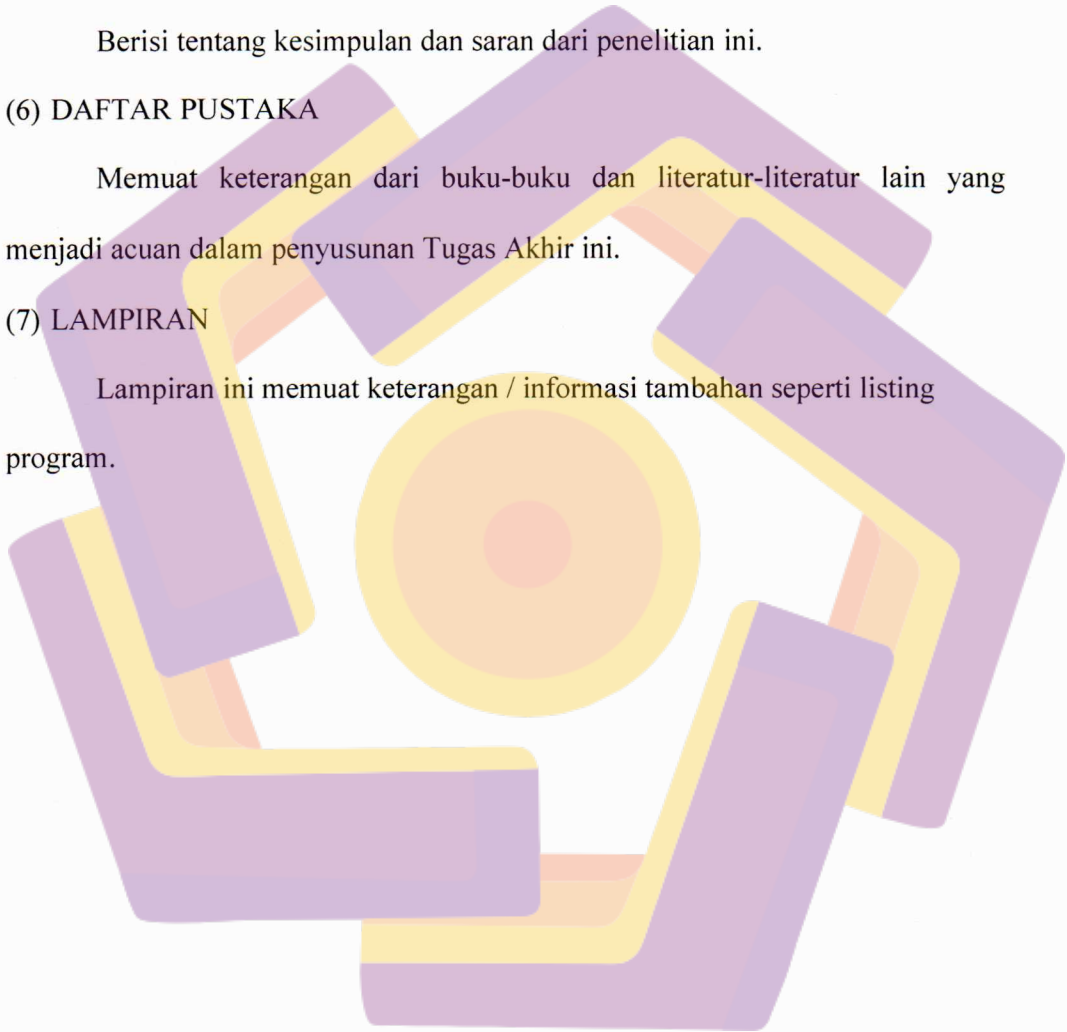 Berisi tentang kesimpulan dan saran dari penelitian ini.
(6) DAFTAR PUSTAKA
Memuat keterangan dari buku-buku dan literatur-literatur lain yang
menjadi acuan dalam penyusunan Tugas Akhir ini.
(7) LAMPIRAN
Lampiran ini memuat keterangan / informasi tambahan seperti listing
program.